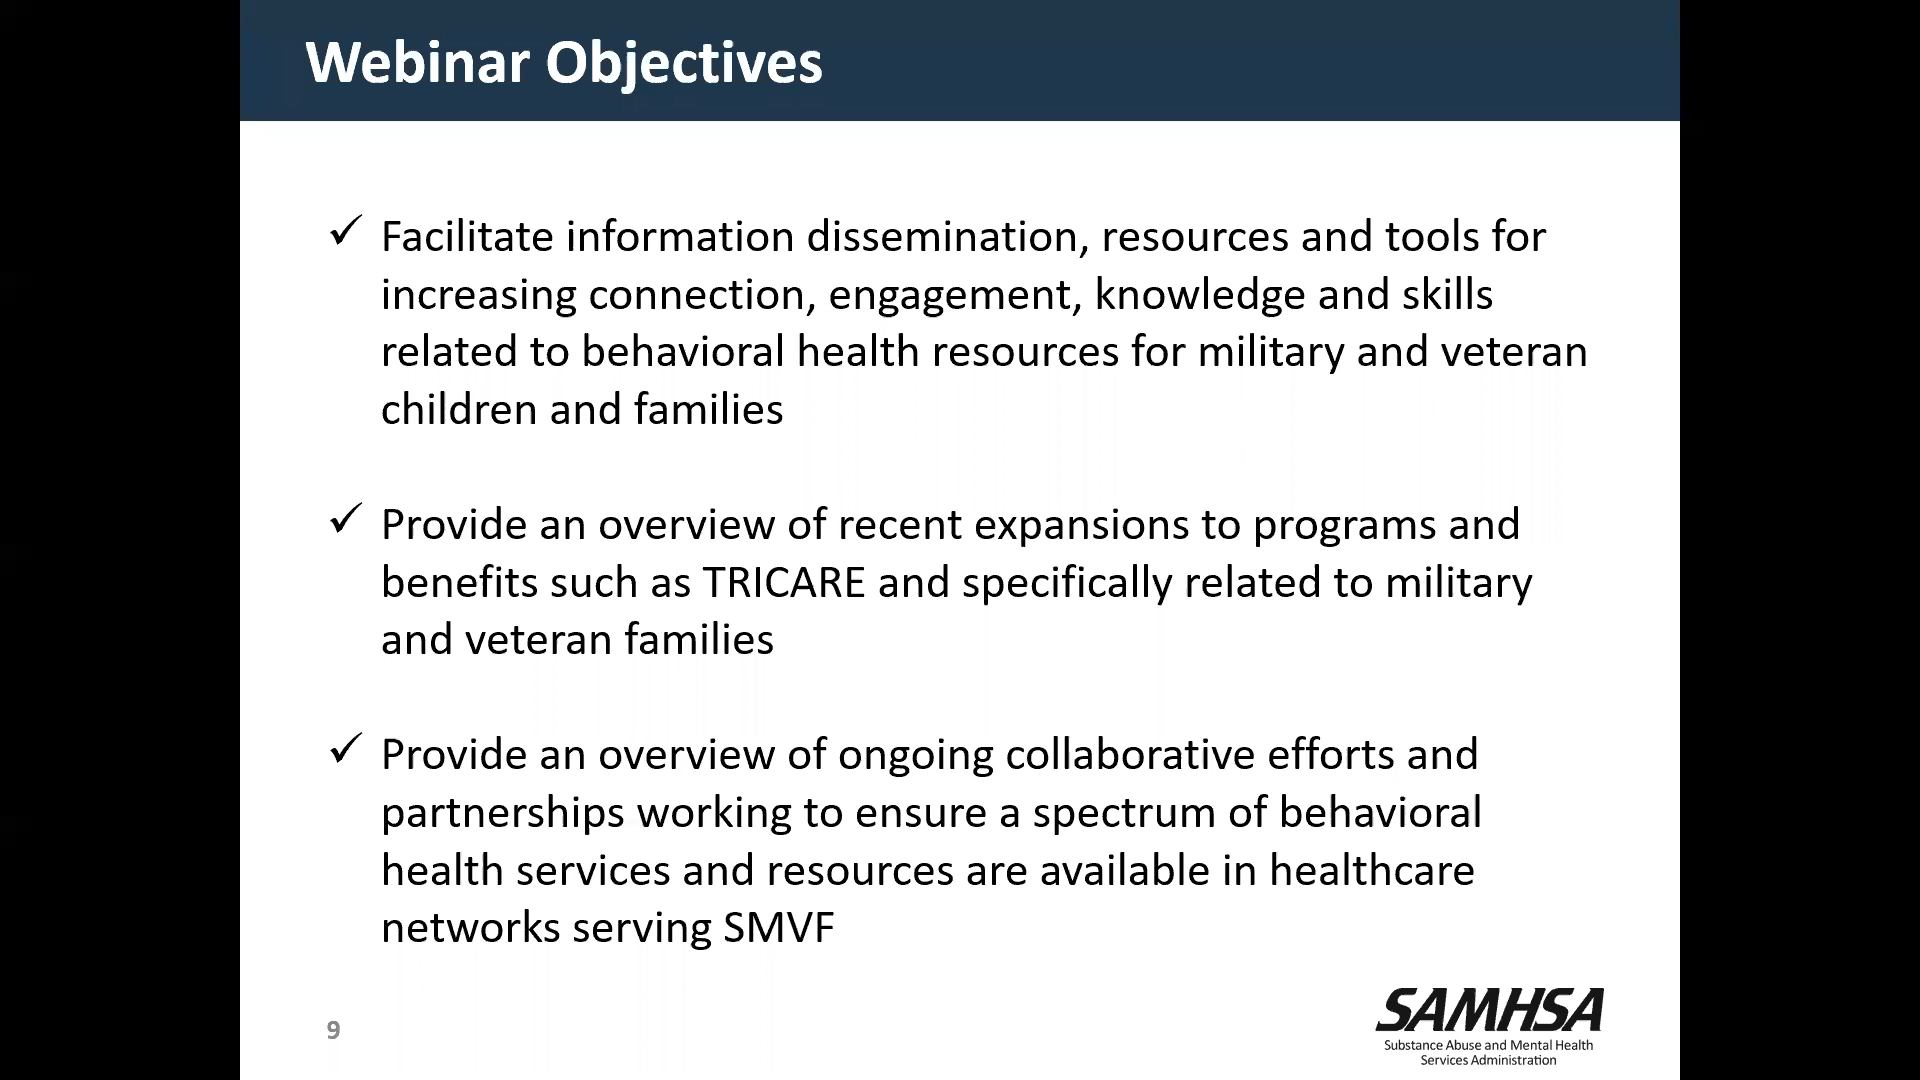 Webinar Objectives
✓ Facilitate information dissemination, resources and tools for
increasing connection, engagement, knowledge and skills
related to behavioral health resources for military and veteran
children and families
✓ Provide an overview of recent expansions to programs and
benefits such as TRICARE and specifically related to military
and veteran families
✓ Provide an overview of ongoing collaborative efforts and
partnerships working to ensure a spectrum of behavioral
health services and resources are available in healthcare
networks serving SMVF
9
SAMHSA
Substance Abuse and Mental Health
Services Administration